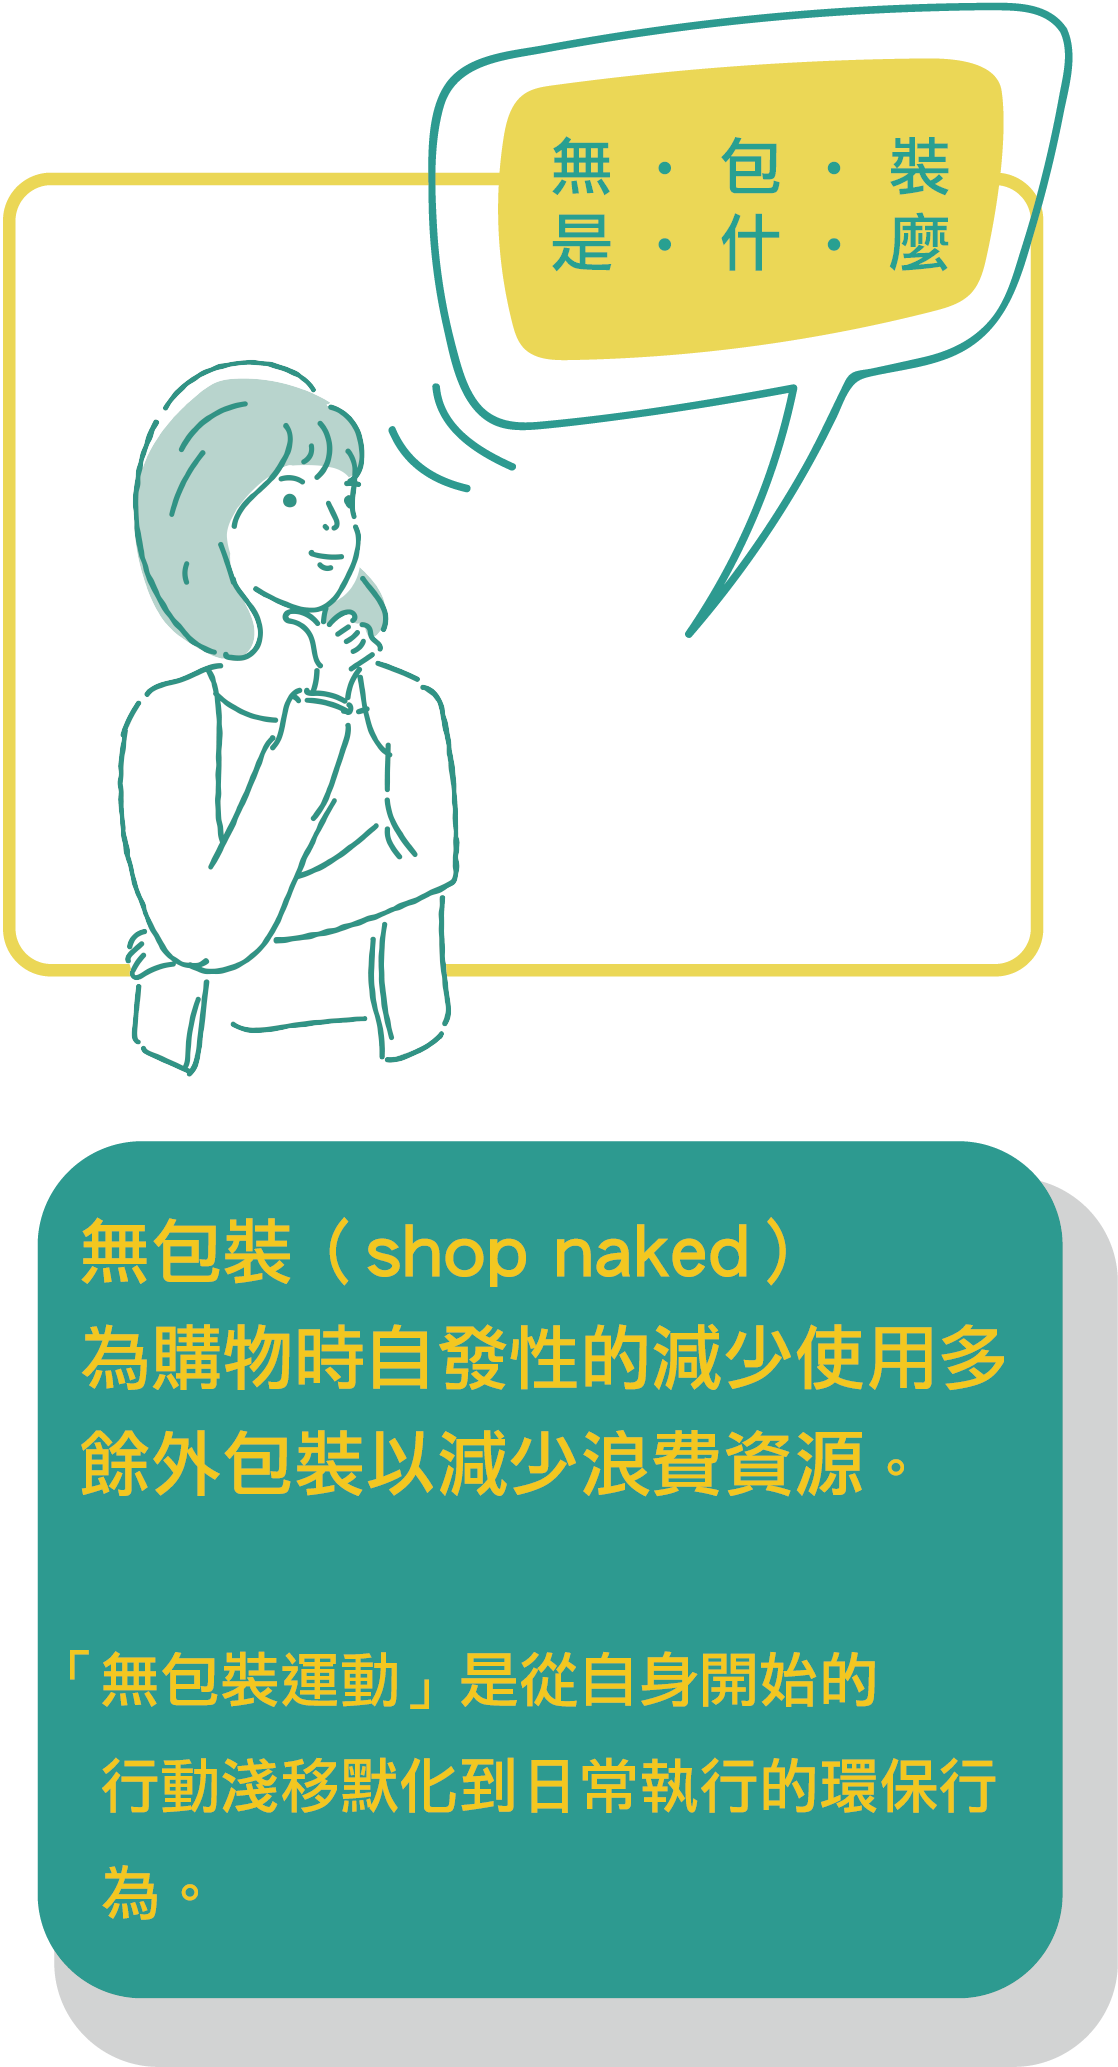 無・包・裝
是・什・麼
無包裝（shop naked）
為購物時自發性的減少使用多
餘外包裝以減少浪費資源。
「無包裝運動」是從自身開始的
行動淺移默化到日常執行的環保行
為。